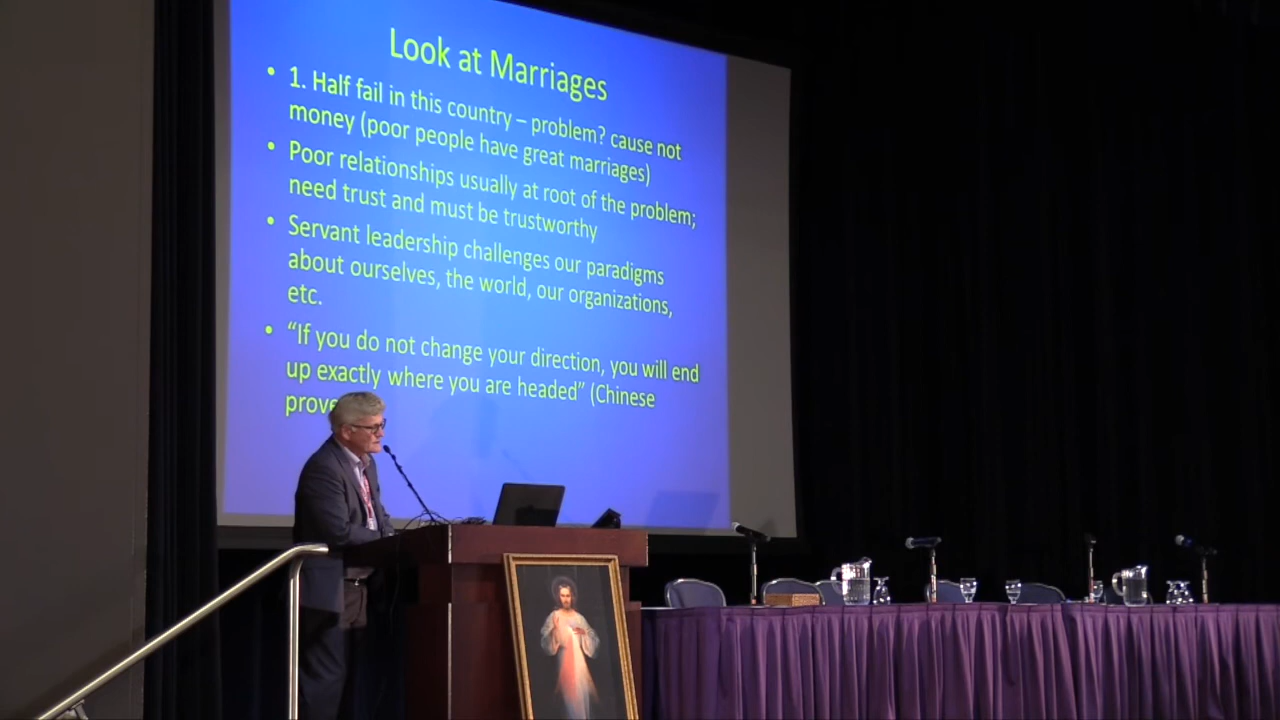 Look at Marriages
• 1. Half fail in this country – problem? cause not
money (poor people have great marriages)
• Poor relationships usually at root of the problem;
need trust and must be trustworthy
• Servant leadership challenges our paradigms
about ourselves, the world, our organizations,
etc.
• “If you do not change your direction, you will end
up exactly where you are headed” (Chinese